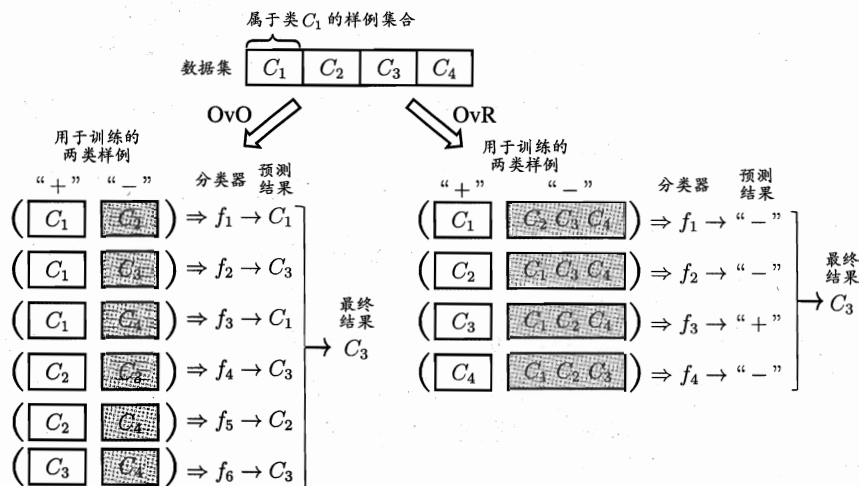 属于类C₁的样例集合
数据集 C₁ C₂ C₃ C₄
OvO OvR
用于训练的
两类样例
“+” “−” 分类器 预测
结果
( C₁ C₂ ) ⇒ f₁ → C₁
( C₁ C₃ ) ⇒ f₂ → C₃
( C₁ C₄ ) ⇒ f₃ → C₁
( C₂ C₃ ) ⇒ f₄ → C₃
( C₂ C₄ ) ⇒ f₅ → C₂
( C₃ C₄ ) ⇒ f₆ → C₃
最终
结果
C₃
用于训练的
两类样例
“+” “−” 分类器 预测
结果
( C₁ C₂ C₃ C₄ ) ⇒ f₁ → “−”
( C₂ C₁ C₃ C₄ ) ⇒ f₂ → “−”
( C₃ C₁ C₂ C₄ ) ⇒ f₃ → “+”
( C₄ C₁ C₂ C₃ ) ⇒ f₄ → “−”
最终
结果
C₃